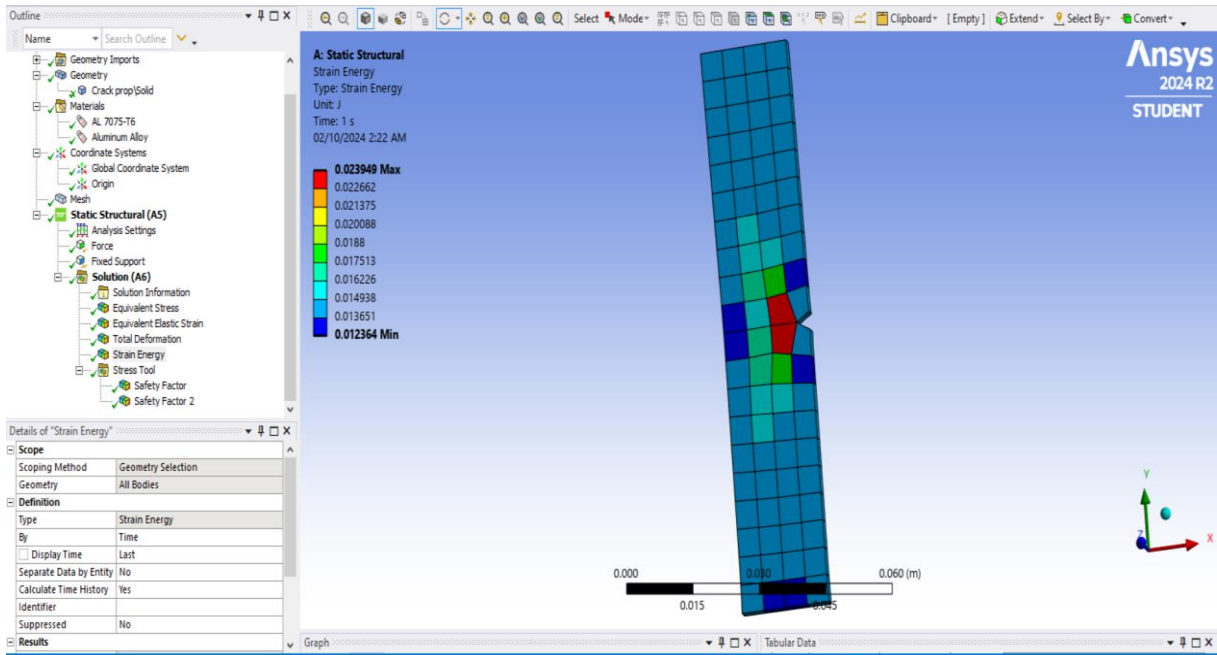 Outline
Name
Search Outline
Geometry Imports
Geometry
Crack prop\Solid
Materials
AL 7075-T6
Aluminum Alloy
Coordinate Systems
Global Coordinate System
Origin
Mesh
Static Structural (A5)
Analysis Settings
Force
Fixed Support
Solution (A6)
Solution Information
Equivalent Stress
Equivalent Elastic Strain
Total Deformation
Strain Energy
Stress Tool
Safety Factor
Safety Factor 2
Details of "Strain Energy"
Scope
Scoping Method Geometry Selection
Geometry All Bodies
Definition
Type Strain Energy
By Time
Display Time Last
Separate Data by Entity No
Calculate Time History Yes
Identifier
Suppressed No
Results
Select Mode Clipboard [Empty] Extend Select By Convert
A: Static Structural
Strain Energy
Type: Strain Energy
Unit: J
Time: 1 s
02/10/2024 2:22 AM
0.023949 Max
0.022662
0.021375
0.020088
0.0188
0.017513
0.016226
0.014938
0.013651
0.012364 Min
Ansys
2024 R2
STUDENT
Y
Z
X
0.000 0.030 0.060 (m)
0.015 0.045
Graph
Tabular Data